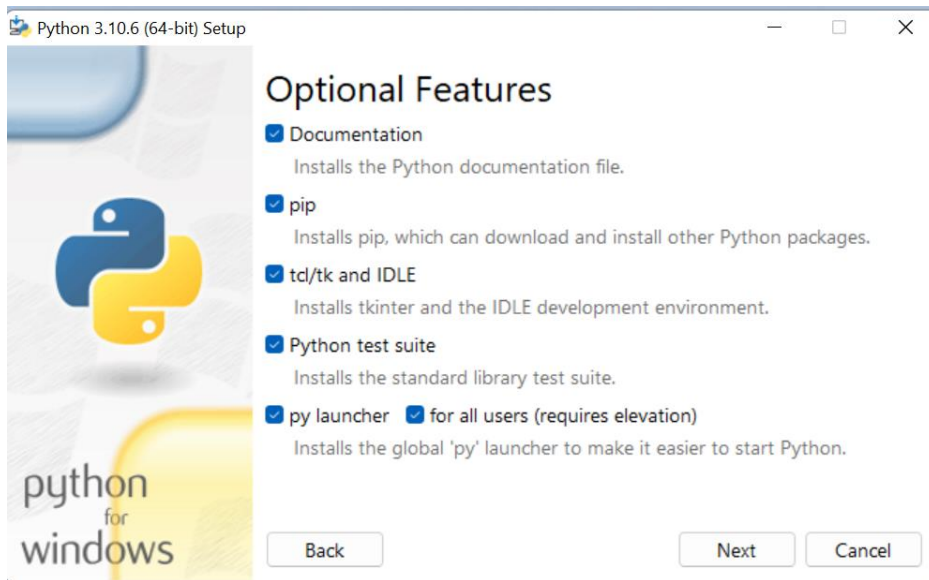 Python 3.10.6 (64-bit) Setup
Optional Features
Documentation
Installs the Python documentation file.
pip
Installs pip, which can download and install other Python packages.
tcl/tk and IDLE
Installs tkinter and the IDLE development environment.
Python test suite
Installs the standard library test suite.
py launcher for all users (requires elevation)
Installs the global 'py' launcher to make it easier to start Python.
python
for
windows
Back Next Cancel